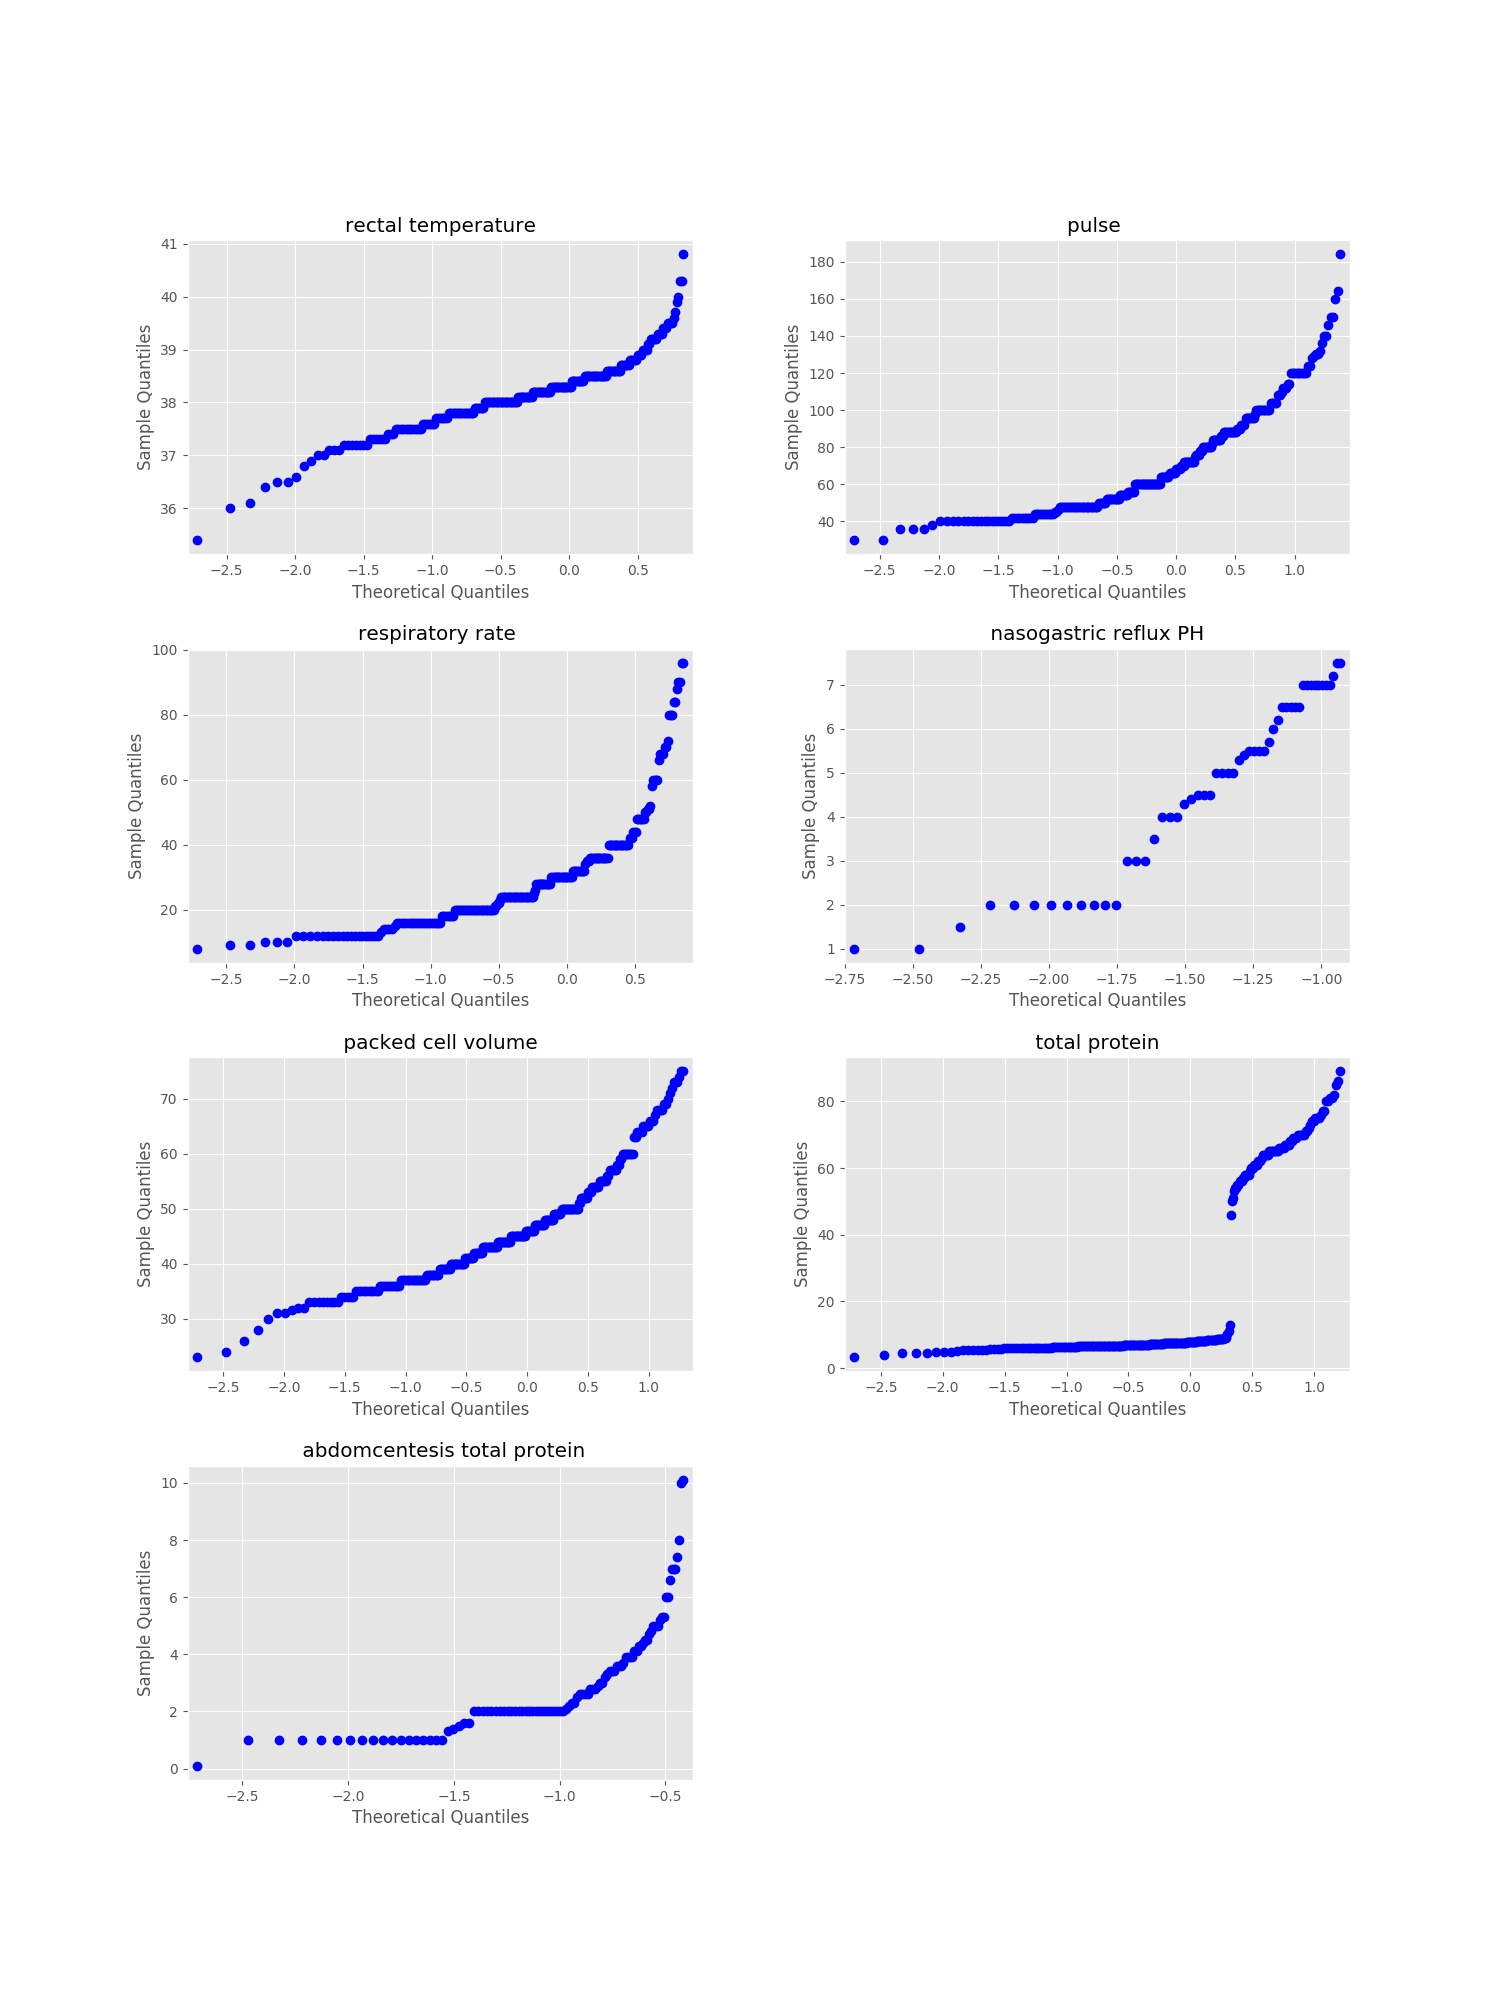 rectal temperature
41
40
39
38
37
36
Sample Quantiles
−2.5 −2.0 −1.5 −1.0 −0.5 0.0 0.5
Theoretical Quantiles
pulse
180
160
140
120
100
80
60
40
Sample Quantiles
−2.5 −2.0 −1.5 −1.0 −0.5 0.0 0.5 1.0
Theoretical Quantiles
respiratory rate
100
80
60
40
20
Sample Quantiles
−2.5 −2.0 −1.5 −1.0 −0.5 0.0 0.5
Theoretical Quantiles
nasogastric reflux PH
7
6
5
4
3
2
1
Sample Quantiles
−2.75 −2.50 −2.25 −2.00 −1.75 −1.50 −1.25 −1.00
Theoretical Quantiles
packed cell volume
70
60
50
40
30
Sample Quantiles
−2.5 −2.0 −1.5 −1.0 −0.5 0.0 0.5 1.0
Theoretical Quantiles
total protein
80
60
40
20
0
Sample Quantiles
−2.5 −2.0 −1.5 −1.0 −0.5 0.0 0.5 1.0
Theoretical Quantiles
abdomcentesis total protein
10
8
6
4
2
0
Sample Quantiles
−2.5 −2.0 −1.5 −1.0 −0.5
Theoretical Quantiles